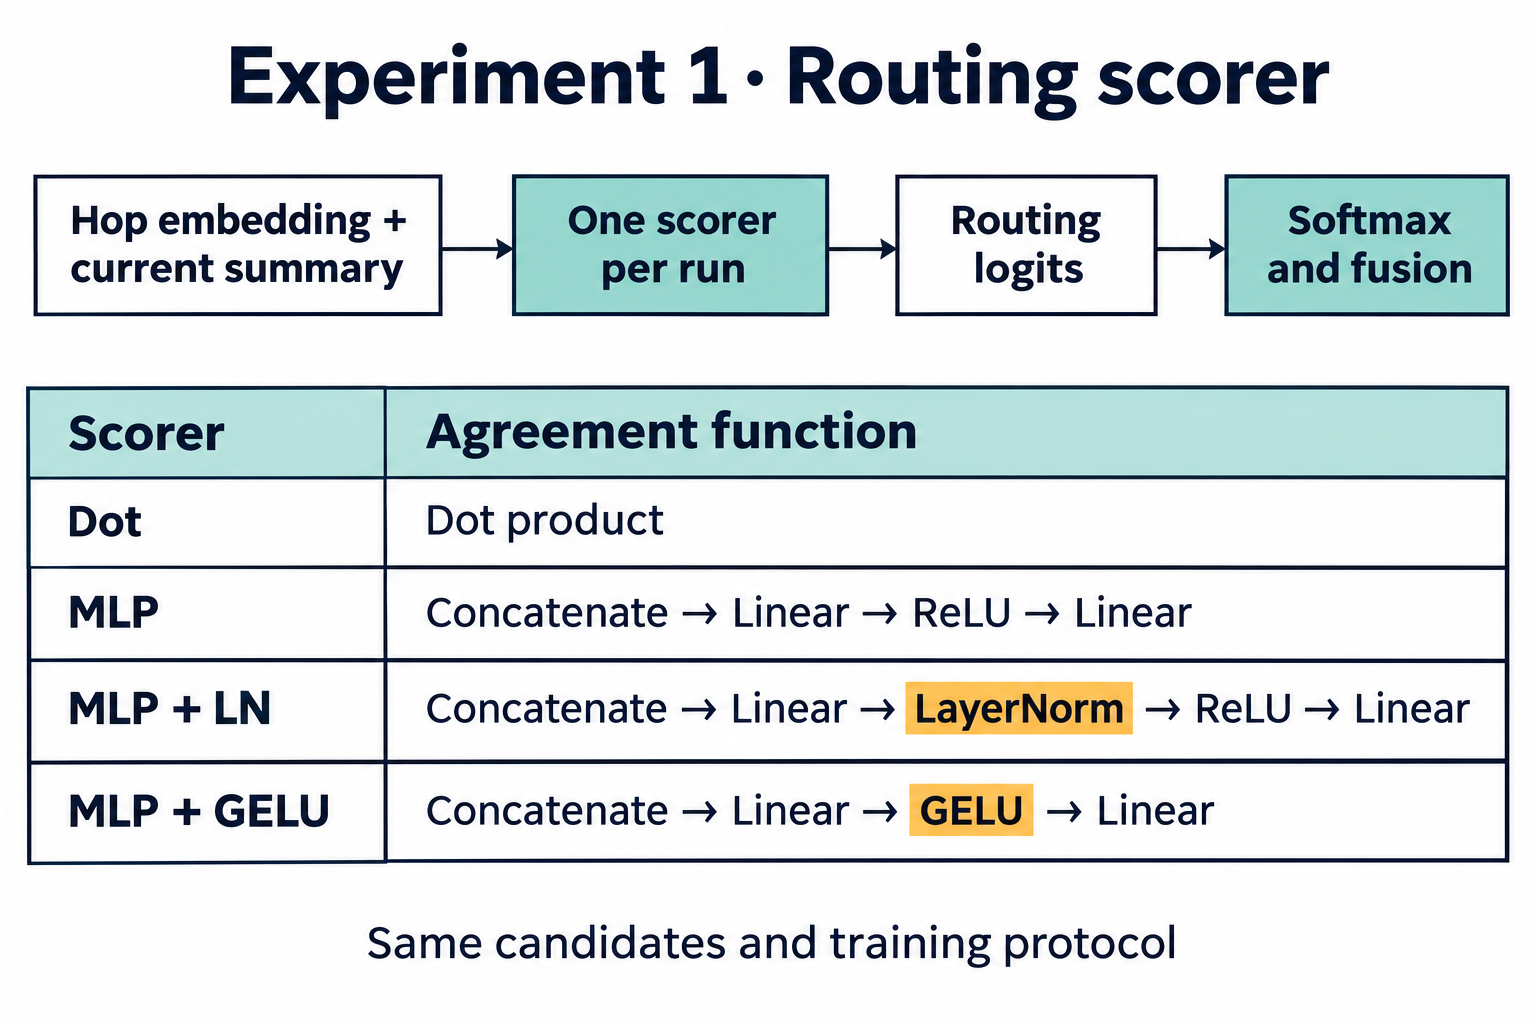 Experiment 1 · Routing scorer
Hop embedding +
current summary
One scorer
per run
Routing
logits
Softmax
and fusion
Scorer
Agreement function
Dot
Dot product
MLP
Concatenate → Linear → ReLU → Linear
MLP + LN
Concatenate → Linear → LayerNorm → ReLU → Linear
MLP + GELU
Concatenate → Linear → GELU → Linear
Same candidates and training protocol